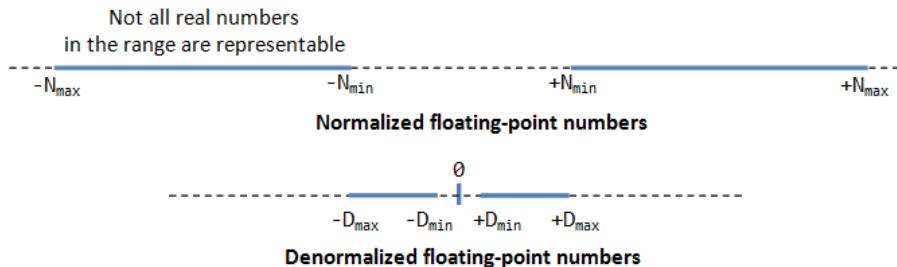 Not all real numbers
in the range are representable
-Nmax -Nmin +Nmin +Nmax
Normalized floating-point numbers
0
-Dmax -Dmin +Dmin +Dmax
Denormalized floating-point numbers